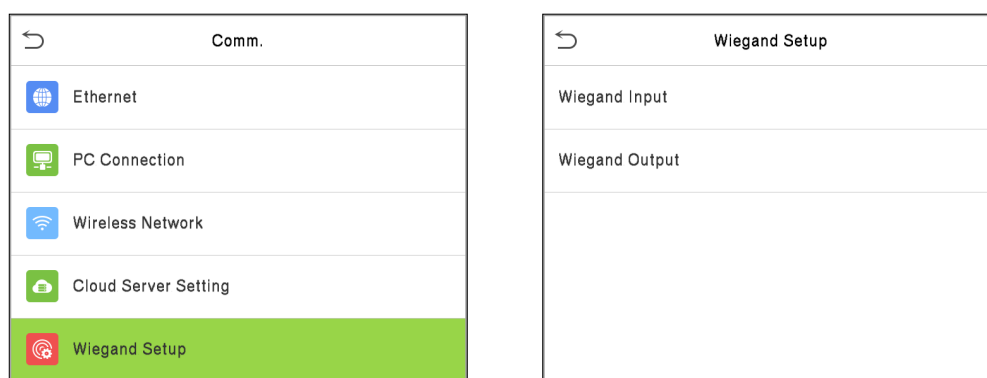 Comm.
Ethernet
PC Connection
Wireless Network
Cloud Server Setting
Wiegand Setup
Wiegand Setup
Wiegand Input
Wiegand Output